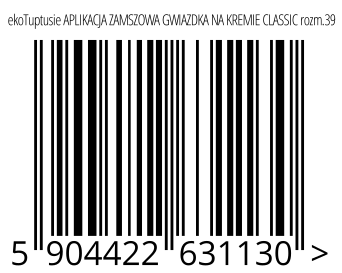 ekoTuptusie APLIKACJA ZAMSZOWA GWIAZDKA NA KREMIE CLASSIC rozm.39
5 904422 631130 >